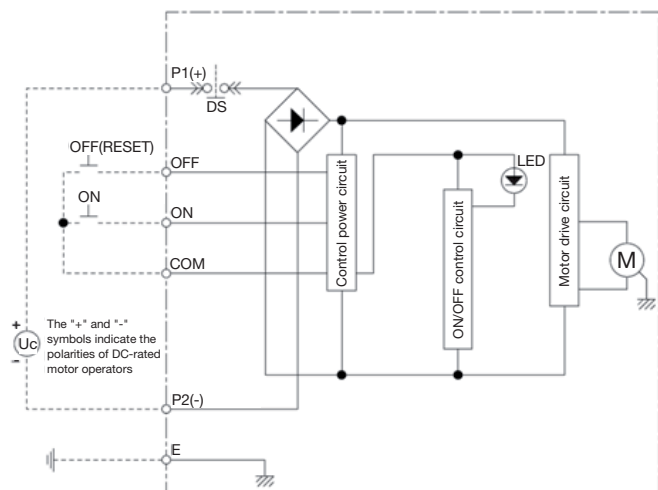 P1(+)
DS
OFF(RESET)
OFF
ON
ON
COM
LED
Control power circuit
ON/OFF control circuit
Motor drive circuit
M
+
Uc
-
The "+" and "-"
symbols indicate the
polarities of DC-rated
motor operators
P2(-)
E